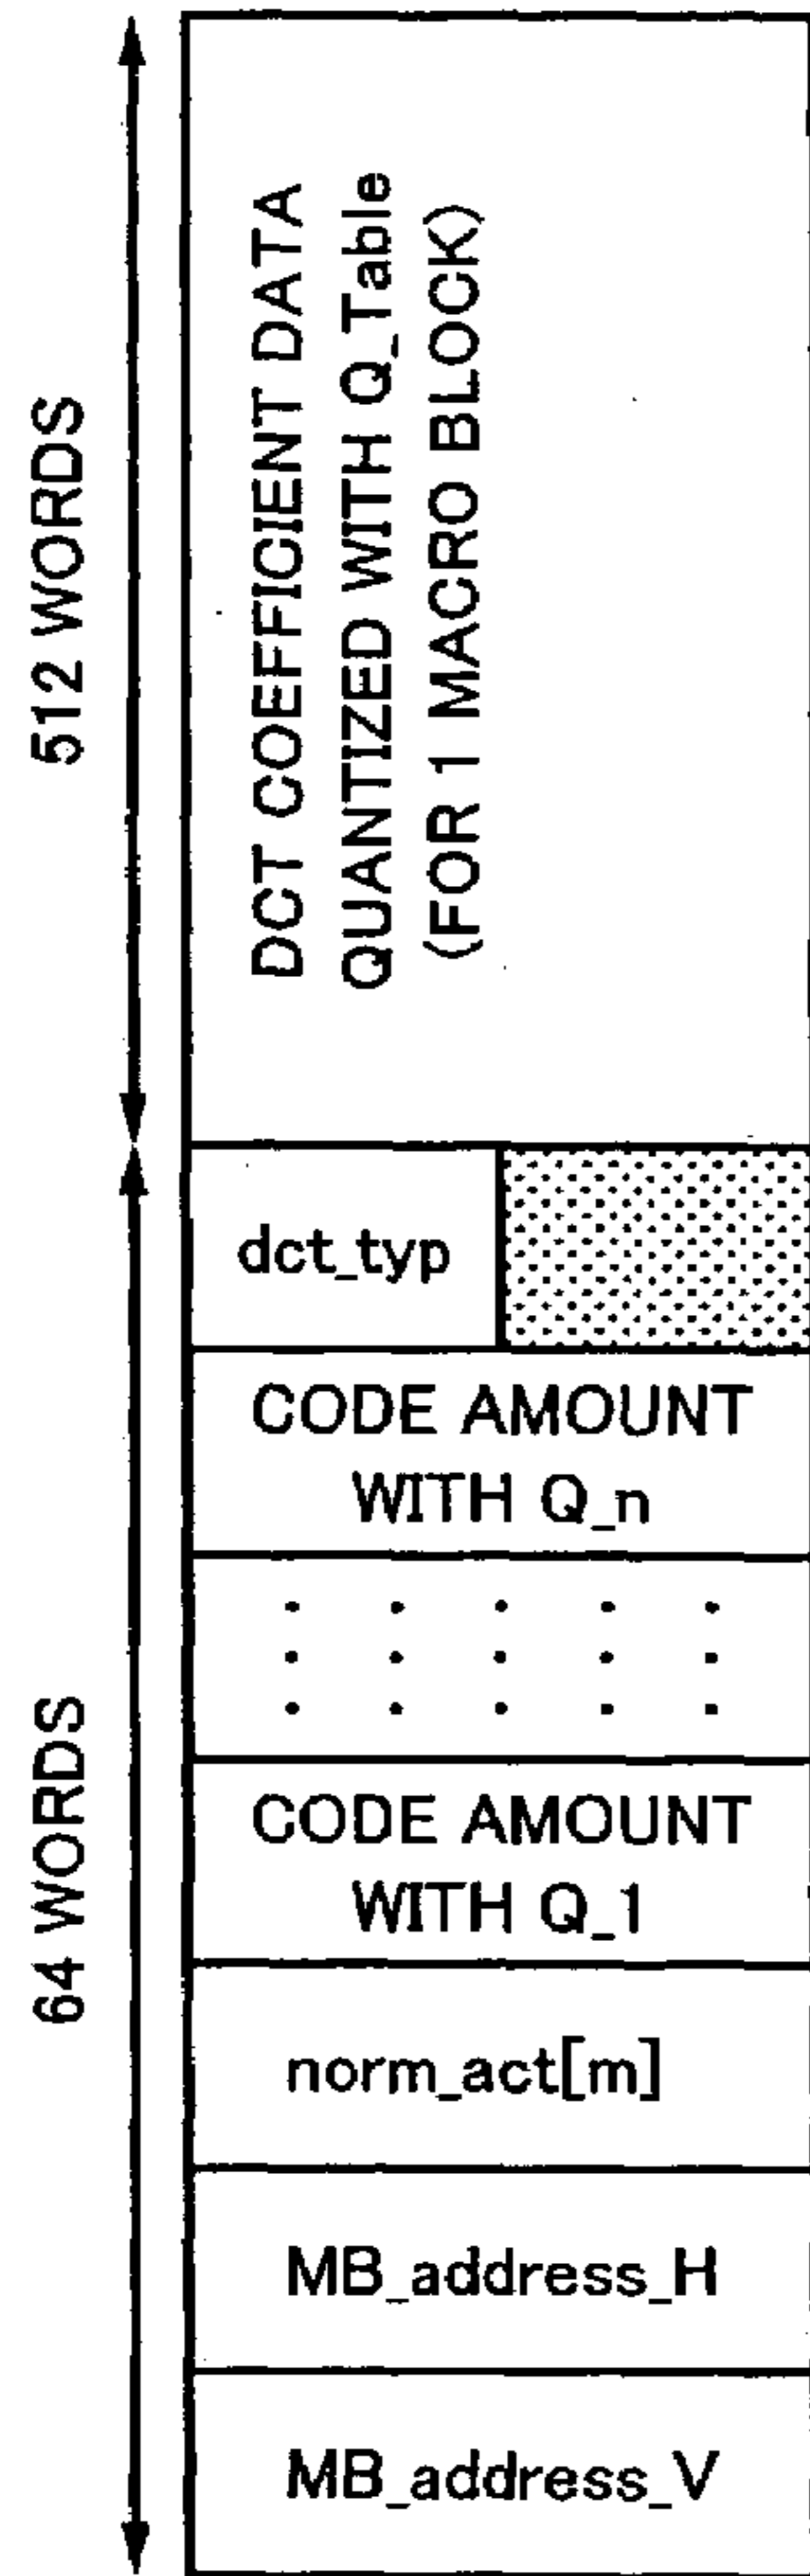 512 WORDS
DCT COEFFICIENT DATA
QUANTIZED WITH Q_Table
(FOR 1 MACRO BLOCK)
64 WORDS
dct_typ
CODE AMOUNT
WITH Q_n
CODE AMOUNT
WITH Q_1
norm_act[m]
MB_address_H
MB_address_V